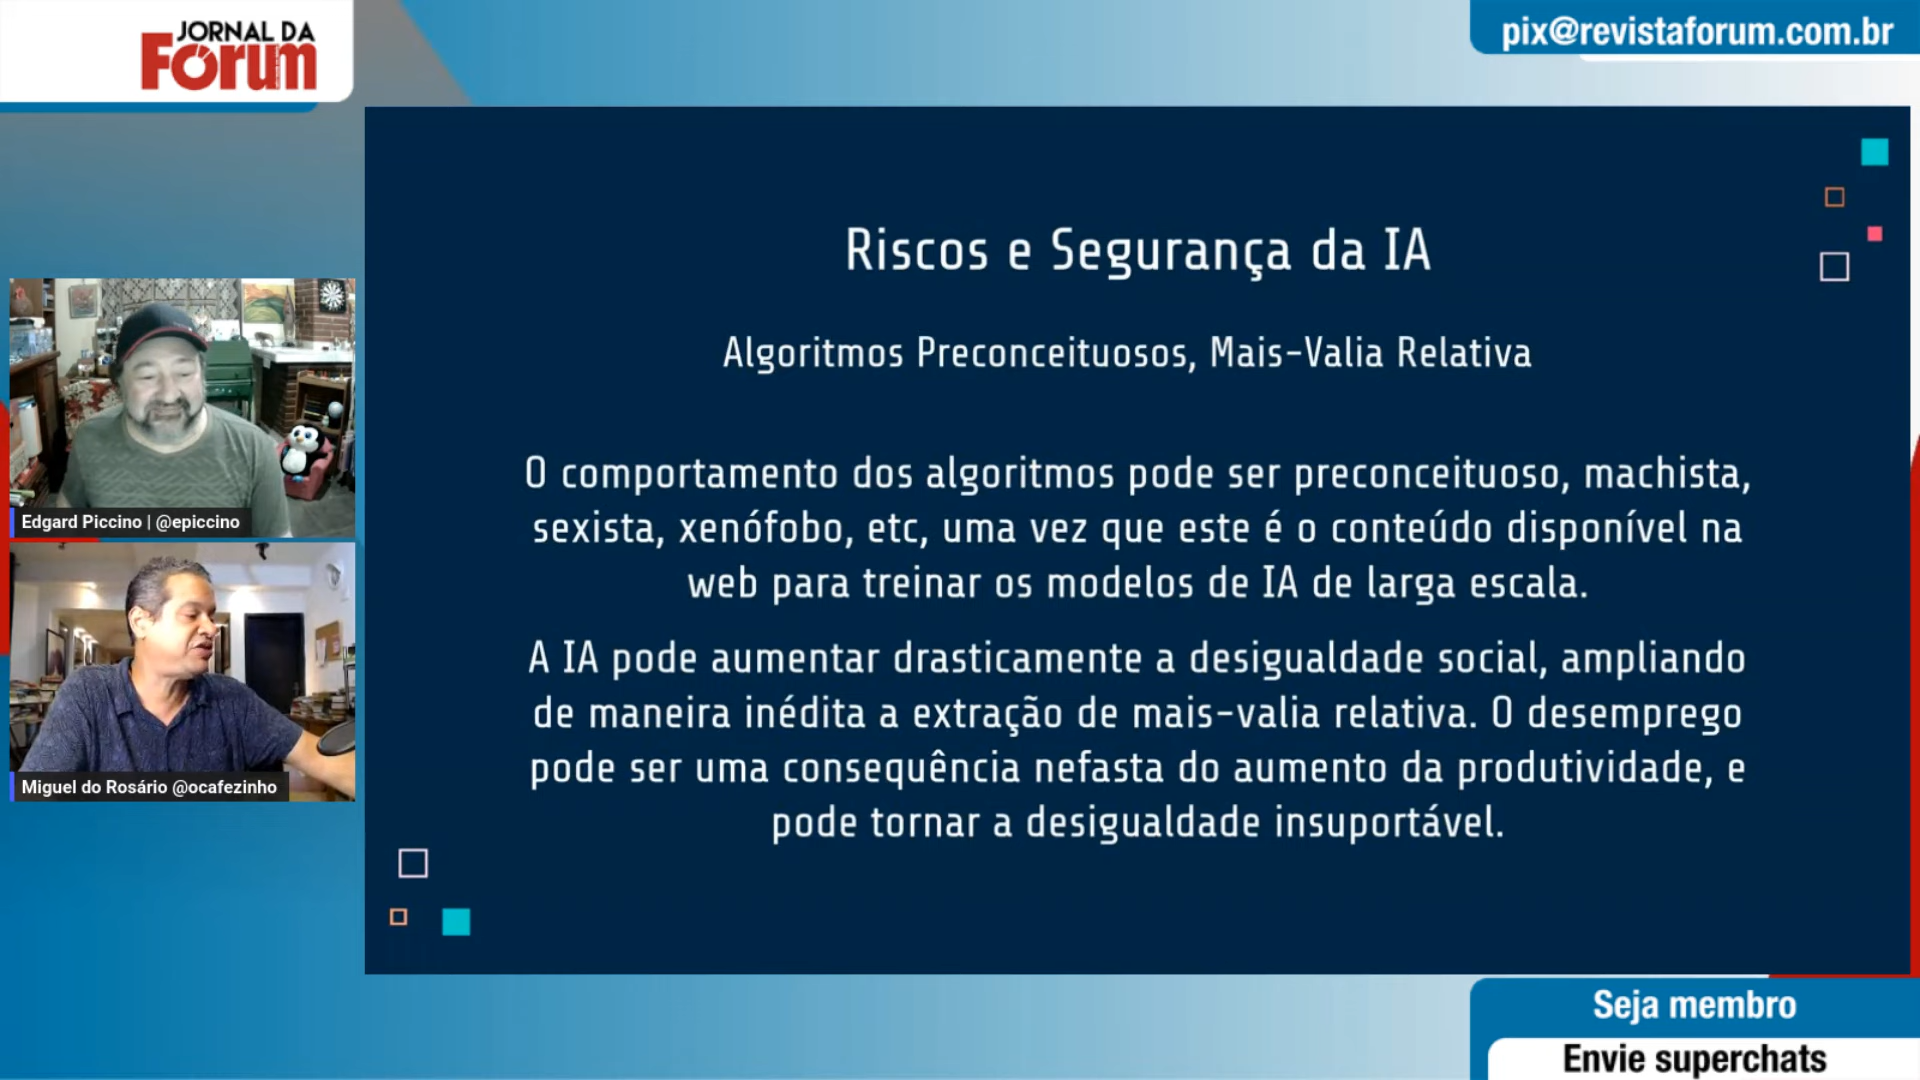 JORNAL DA
Fórum
pix@revistaforum.com.br
Riscos e Segurança da IA
Algoritmos Preconceituosos, Mais-Valia Relativa
O comportamento dos algoritmos pode ser preconceituoso, machista,
sexista, xenófobo, etc, uma vez que este é o conteúdo disponível na
web para treinar os modelos de IA de larga escala.
A IA pode aumentar drasticamente a desigualdade social, ampliando
de maneira inédita a extração de mais-valia relativa. O desemprego
pode ser uma consequência nefasta do aumento da produtividade, e
pode tornar a desigualdade insuportável.
Edgard Piccino | @epiccino
Miguel do Rosário @ocafezinho
Seja membro
Envie superchats